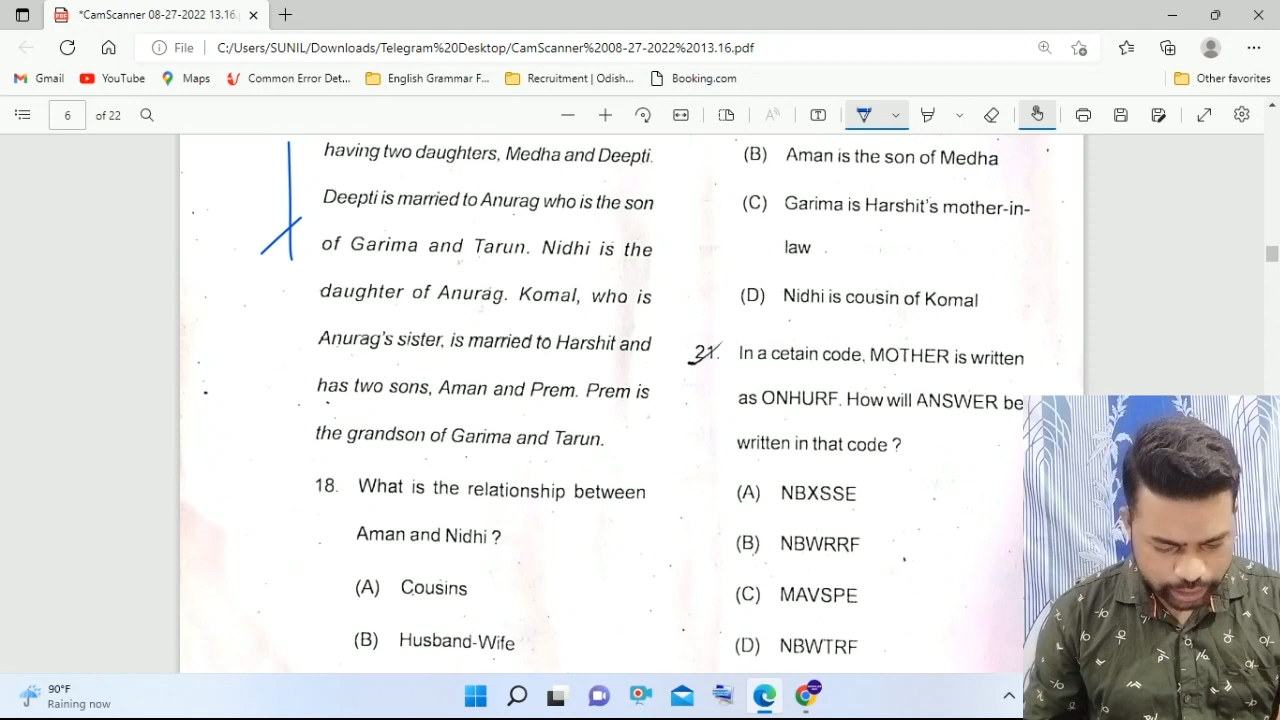 *CamScanner 08-27-2022 13.16.
File
C:/Users/SUNIL/Downloads/Telegram%20Desktop/CamScanner%2008-27-2022%2013.16.pdf
Gmail
YouTube
Maps
Common Error Det...
English Grammar F...
Recruitment | Odish...
Booking.com
Other favorites
6
of 22
having two daughters, Medha and Deepti.
Deepti is married to Anurag who is the son
of Garima and Tarun. Nidhi is the
daughter of Anurag. Komal, who is
Anurag's sister, is married to Harshit and
has two sons, Aman and Prem. Prem is
the grandson of Garima and Tarun.
18. What is the relationship between
Aman and Nidhi ?
(A) Cousins
(B) Husband-Wife
(B) Aman is the son of Medha
(C) Garima is Harshit's mother-in-
law
(D) Nidhi is cousin of Komal
21. In a cetain code, MOTHER is written
as ONHURF. How will ANSWER be
written in that code ?
(A) NBXSSE
(B) NBWRRF
(C) MAVSPE
(D) NBWTRF
90°F
Raining now